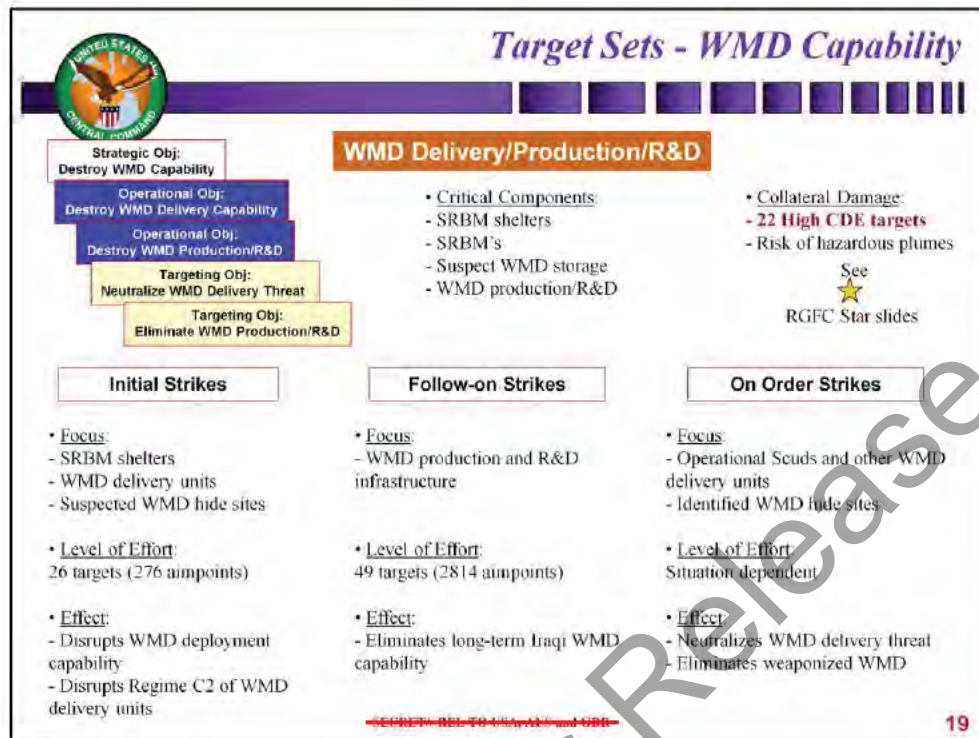 Target Sets - WMD Capability
UNITED STATES
CENTRAL COMMAND
Strategic Obj:
Destroy WMD Capability
Operational Obj:
Destroy WMD Delivery Capability
Operational Obj:
Destroy WMD Production/R&D
Targeting Obj:
Neutralize WMD Delivery Threat
Targeting Obj:
Eliminate WMD Production/R&D
WMD Delivery/Production/R&D
• Critical Components:
- SRBM shelters
- SRBM's
- Suspect WMD storage
- WMD production/R&D
• Collateral Damage:
- 22 High CDE targets
- Risk of hazardous plumes
See
RGFC Star slides
Initial Strikes
• Focus:
- SRBM shelters
- WMD delivery units
- Suspected WMD hide sites
• Level of Effort:
26 targets (276 aimpoints)
• Effect:
- Disrupts WMD deployment
capability
- Disrupts Regime C2 of WMD
delivery units
Follow-on Strikes
• Focus:
- WMD production and R&D
infrastructure
• Level of Effort:
49 targets (2814 aimpoints)
• Effect:
- Eliminates long-term Iraqi WMD
capability
On Order Strikes
• Focus:
- Operational Scuds and other WMD
delivery units
- Identified WMD hide sites
• Level of Effort:
Situation dependent
• Effect:
- Neutralizes WMD delivery threat
- Eliminates weaponized WMD
SECRET// REL TO USA, AUS and GBR
19
Release